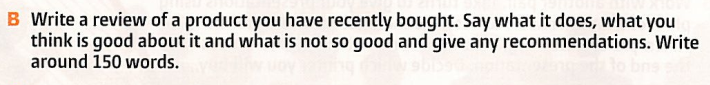 B Write a review of a product you have recently bought. Say what it does, what you
think is good about it and what is not so good and give any recommendations. Write
around 150 words.